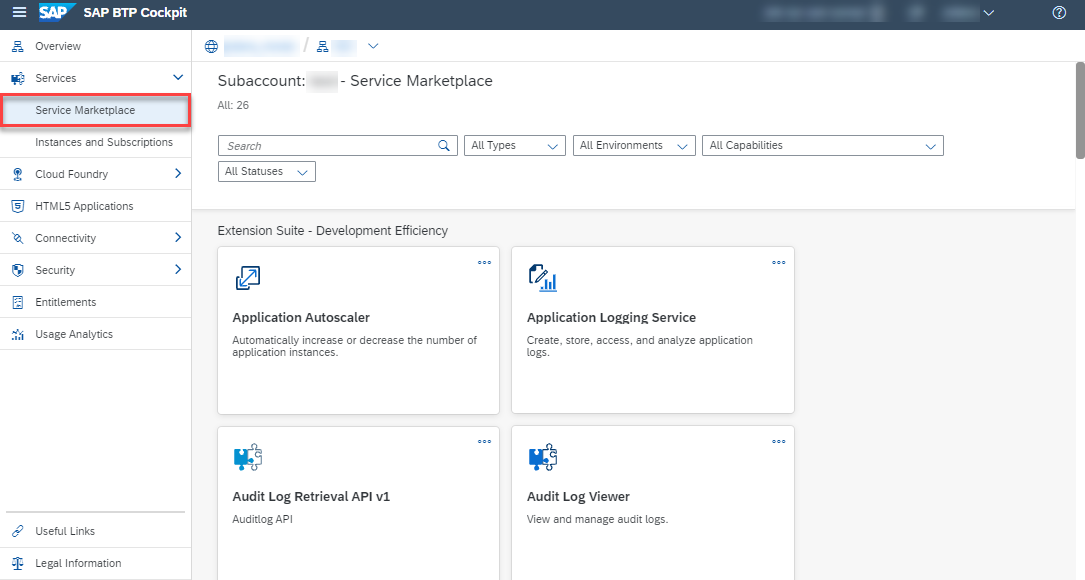 SAP SAP BTP Cockpit
Overview
Services
Service Marketplace
Instances and Subscriptions
Cloud Foundry
HTML5 Applications
Connectivity
Security
Entitlements
Usage Analytics
Useful Links
Legal Information
/
Subaccount: - Service Marketplace
All: 26
Search
All Types
All Environments
All Capabilities
All Statuses
Extension Suite - Development Efficiency
Application Autoscaler
Automatically increase or decrease the number of
application instances.
Application Logging Service
Create, store, access, and analyze application
logs.
Audit Log Retrieval API v1
Auditlog API
Audit Log Viewer
View and manage audit logs.